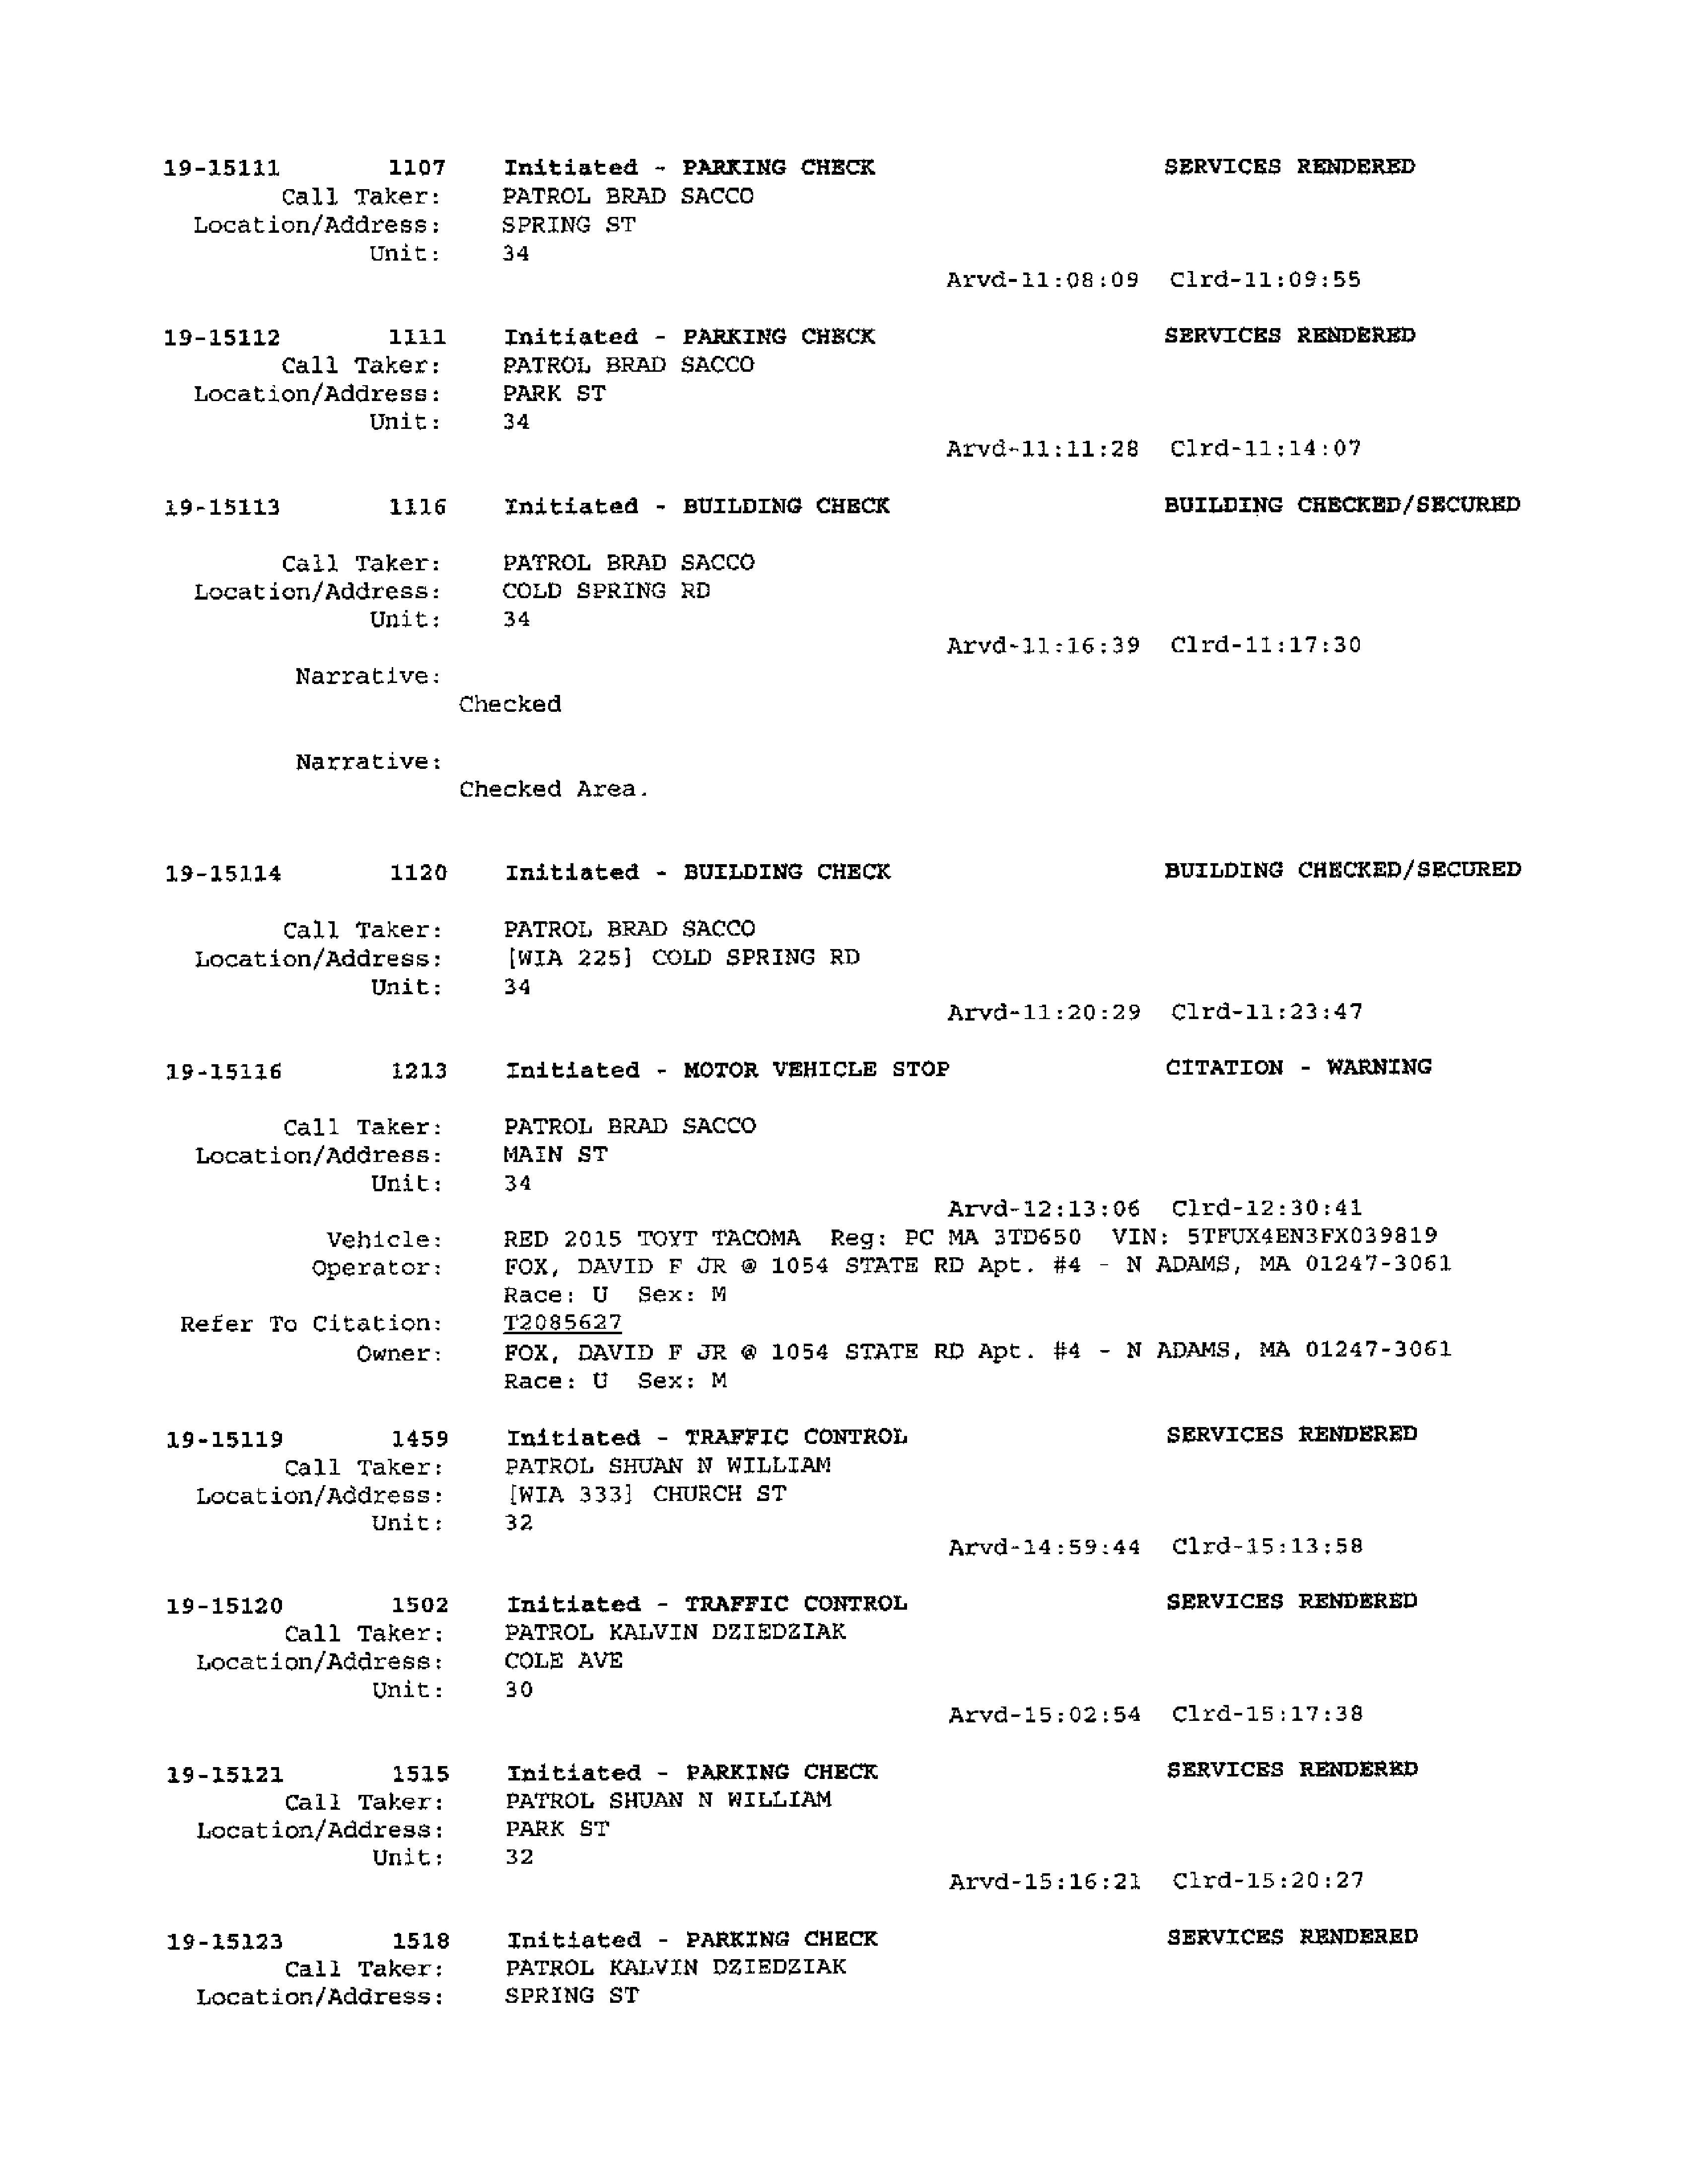 19-15111 1107 Initiated - PARKING CHECK SERVICES RENDERED
Call Taker: PATROL BRAD SACCO
Location/Address: SPRING ST
Unit: 34
Arvd-11:08:09 Clrd-11:09:55
19-15112 1111 Initiated - PARKING CHECK SERVICES RENDERED
Call Taker: PATROL BRAD SACCO
Location/Address: PARK ST
Unit: 34
Arvd-11:11:28 Clrd-11:14:07
19-15113 1116 Initiated - BUILDING CHECK BUILDING CHECKED/SECURED
Call Taker: PATROL BRAD SACCO
Location/Address: COLD SPRING RD
Unit: 34
Arvd-11:16:39 Clrd-11:17:30
Narrative:
Checked
Narrative:
Checked Area.
19-15114 1120 Initiated - BUILDING CHECK BUILDING CHECKED/SECURED
Call Taker: PATROL BRAD SACCO
Location/Address: [WIA 225] COLD SPRING RD
Unit: 34
Arvd-11:20:29 Clrd-11:23:47
19-15116 1213 Initiated - MOTOR VEHICLE STOP CITATION - WARNING
Call Taker: PATROL BRAD SACCO
Location/Address: MAIN ST
Unit: 34
Arvd-12:13:06 Clrd-12:30:41
Vehicle: RED 2015 TOYT TACOMA Reg: PC MA 3TD650 VIN: 5TFUX4EN3FX039819
Operator: FOX, DAVID F JR @ 1054 STATE RD Apt. #4 - N ADAMS, MA 01247-3061
Race: U Sex: M
Refer To Citation: T2085627
Owner: FOX, DAVID F JR @ 1054 STATE RD Apt. #4 - N ADAMS, MA 01247-3061
Race: U Sex: M
19-15119 1459 Initiated - TRAFFIC CONTROL SERVICES RENDERED
Call Taker: PATROL SHUAN N WILLIAM
Location/Address: [WIA 333] CHURCH ST
Unit: 32
Arvd-14:59:44 Clrd-15:13:58
19-15120 1502 Initiated - TRAFFIC CONTROL SERVICES RENDERED
Call Taker: PATROL KALVIN DZIEDZIAK
Location/Address: COLE AVE
Unit: 30
Arvd-15:02:54 Clrd-15:17:38
19-15121 1515 Initiated - PARKING CHECK SERVICES RENDERED
Call Taker: PATROL SHUAN N WILLIAM
Location/Address: PARK ST
Unit: 32
Arvd-15:16:21 Clrd-15:20:27
19-15123 1518 Initiated - PARKING CHECK SERVICES RENDERED
Call Taker: PATROL KALVIN DZIEDZIAK
Location/Address: SPRING ST